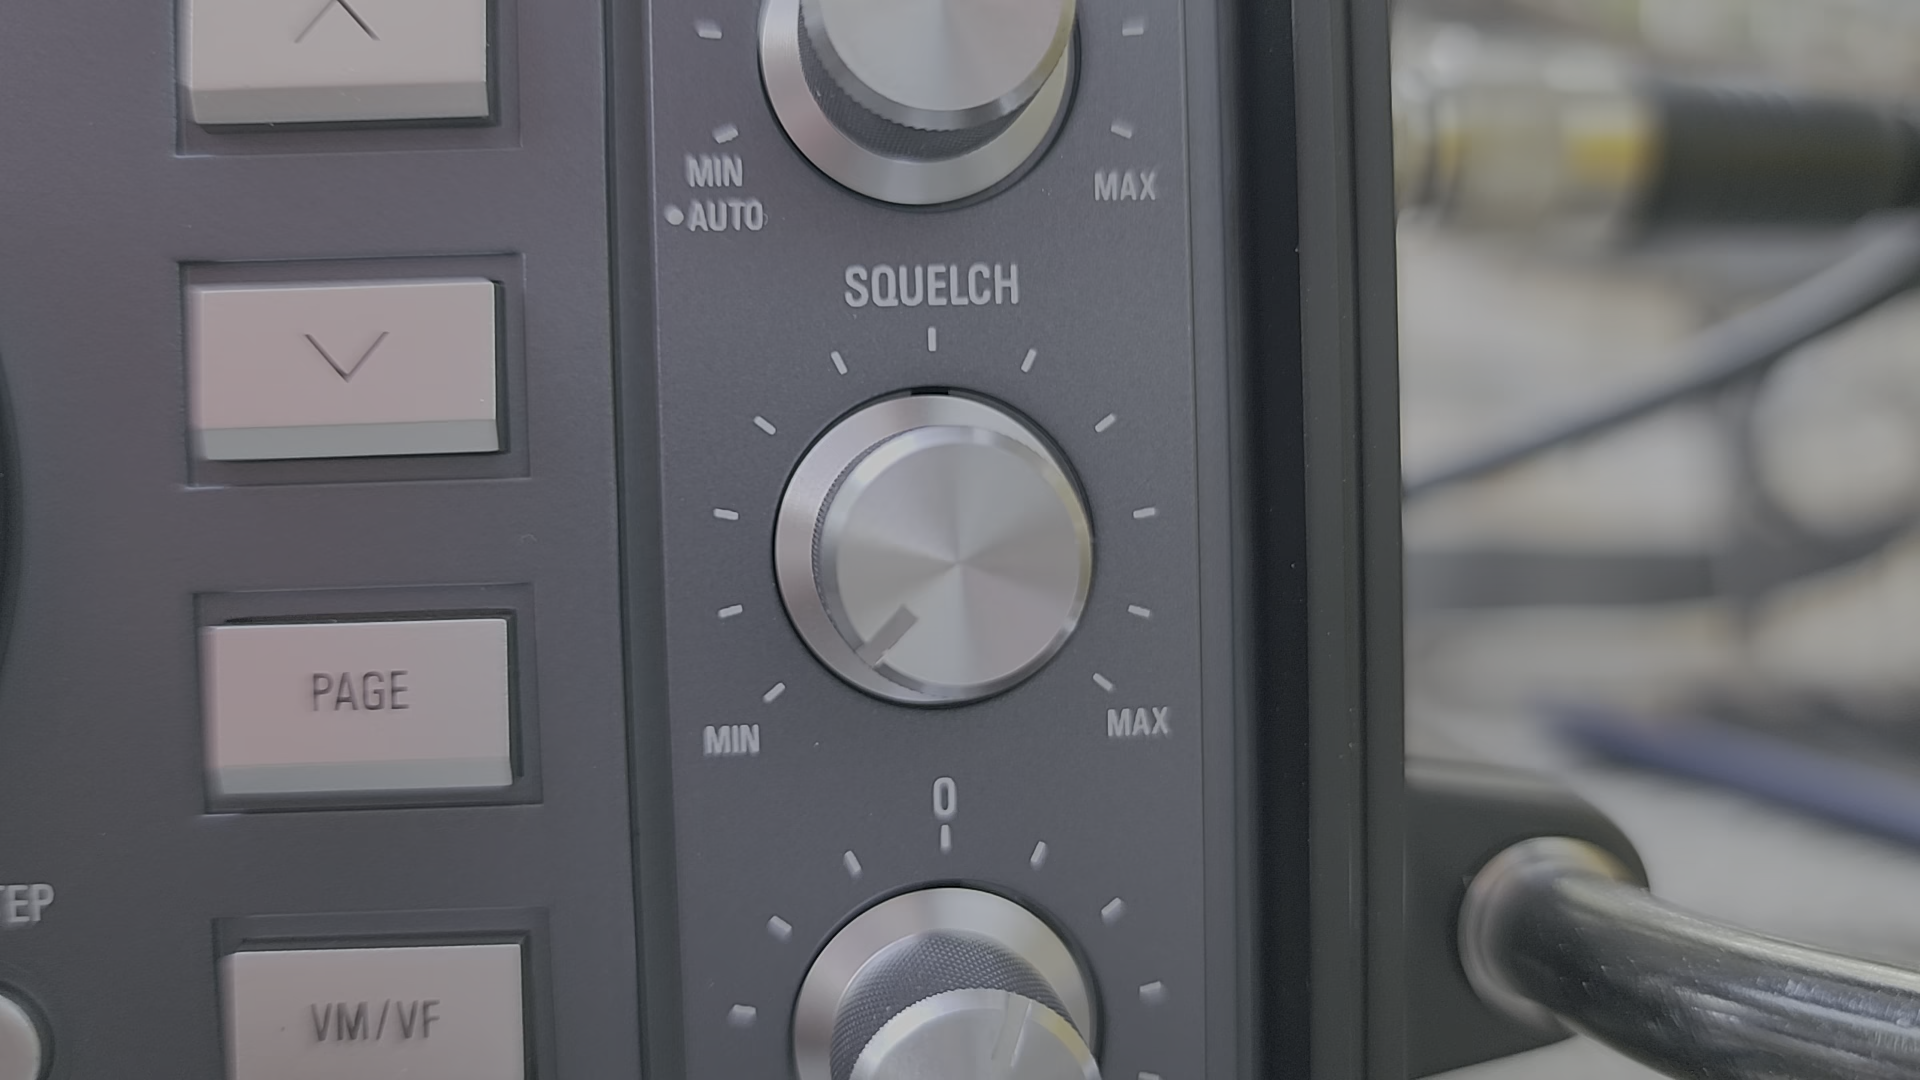 MIN
•AUTO
MAX
SQUELCH
MIN
MAX
PAGE
0
VM/VF